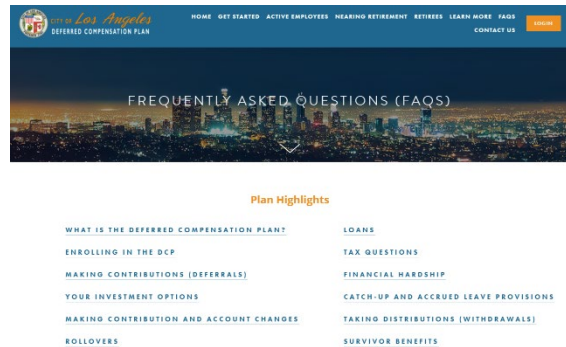 CITY OF Los Angeles
DEFERRED COMPENSATION PLAN
HOME GET STARTED ACTIVE EMPLOYEES NEARING RETIREMENT RETIREES LEARN MORE FAQS
CONTACT US
LOGIN
FREQUENTLY ASKED QUESTIONS (FAQS)
Plan Highlights
WHAT IS THE DEFERRED COMPENSATION PLAN?
ENROLLING IN THE DCP
MAKING CONTRIBUTIONS (DEFERRALS)
YOUR INVESTMENT OPTIONS
MAKING CONTRIBUTION AND ACCOUNT CHANGES
ROLLOVERS
LOANS
TAX QUESTIONS
FINANCIAL HARDSHIP
CATCH-UP AND ACCRUED LEAVE PROVISIONS
TAKING DISTRIBUTIONS (WITHDRAWALS)
SURVIVOR BENEFITS